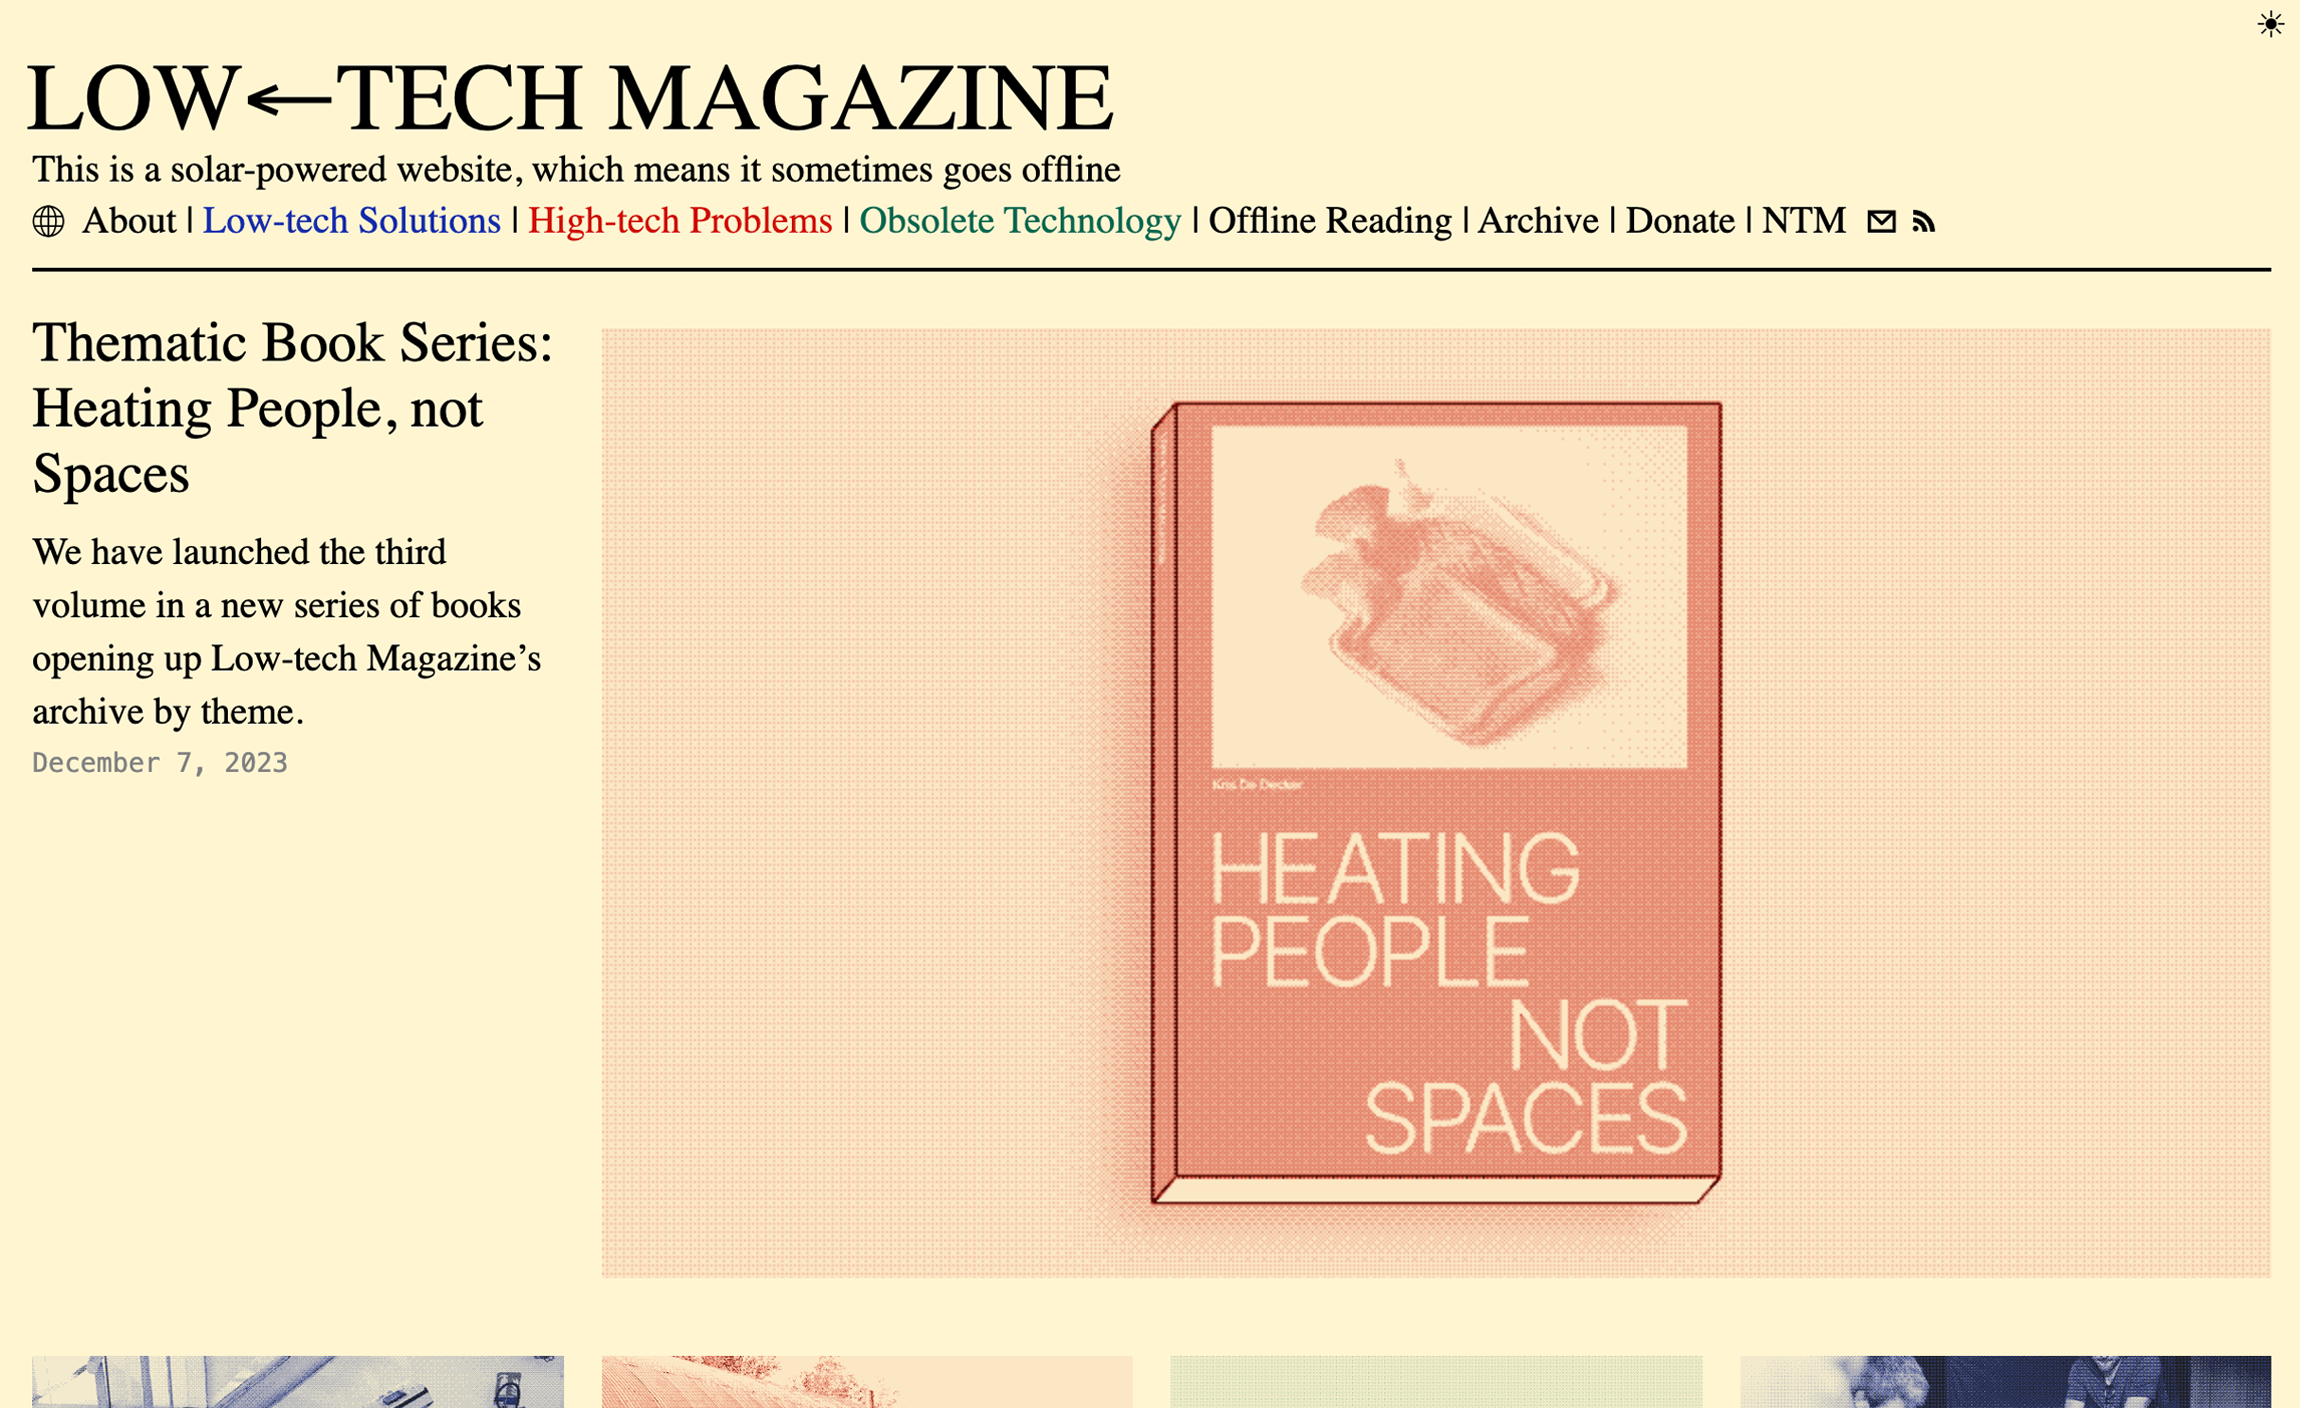 LOW←TECH MAGAZINE
This is a solar-powered website, which means it sometimes goes offline
About | Low-tech Solutions | High-tech Problems | Obsolete Technology | Offline Reading | Archive | Donate | NTM
Thematic Book Series:
Heating People, not
Spaces
We have launched the third
volume in a new series of books
opening up Low-tech Magazine’s
archive by theme.
December 7, 2023
Kris De Decker
HEATING
PEOPLE
NOT
SPACES